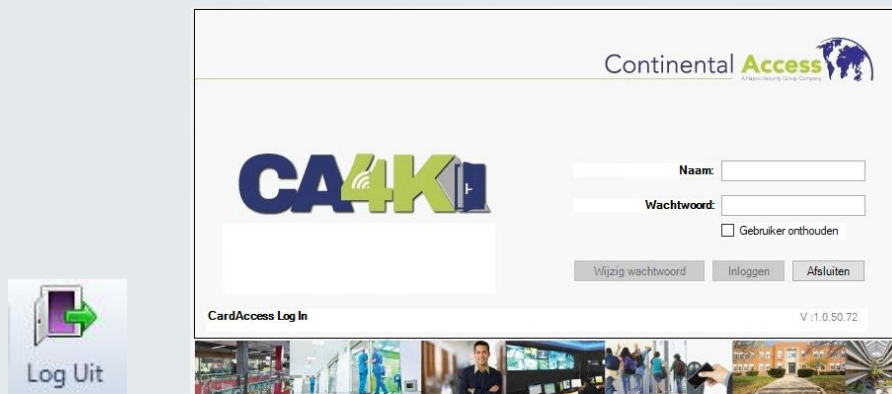 Continental Access
A Napco Security Group Company
CA4K
Naam:
Wachtwoord:
Gebruiker onthouden
Wijzig wachtwoord Inloggen Afsluiten
CardAccess Log In V :1.0.50.72
Log Uit